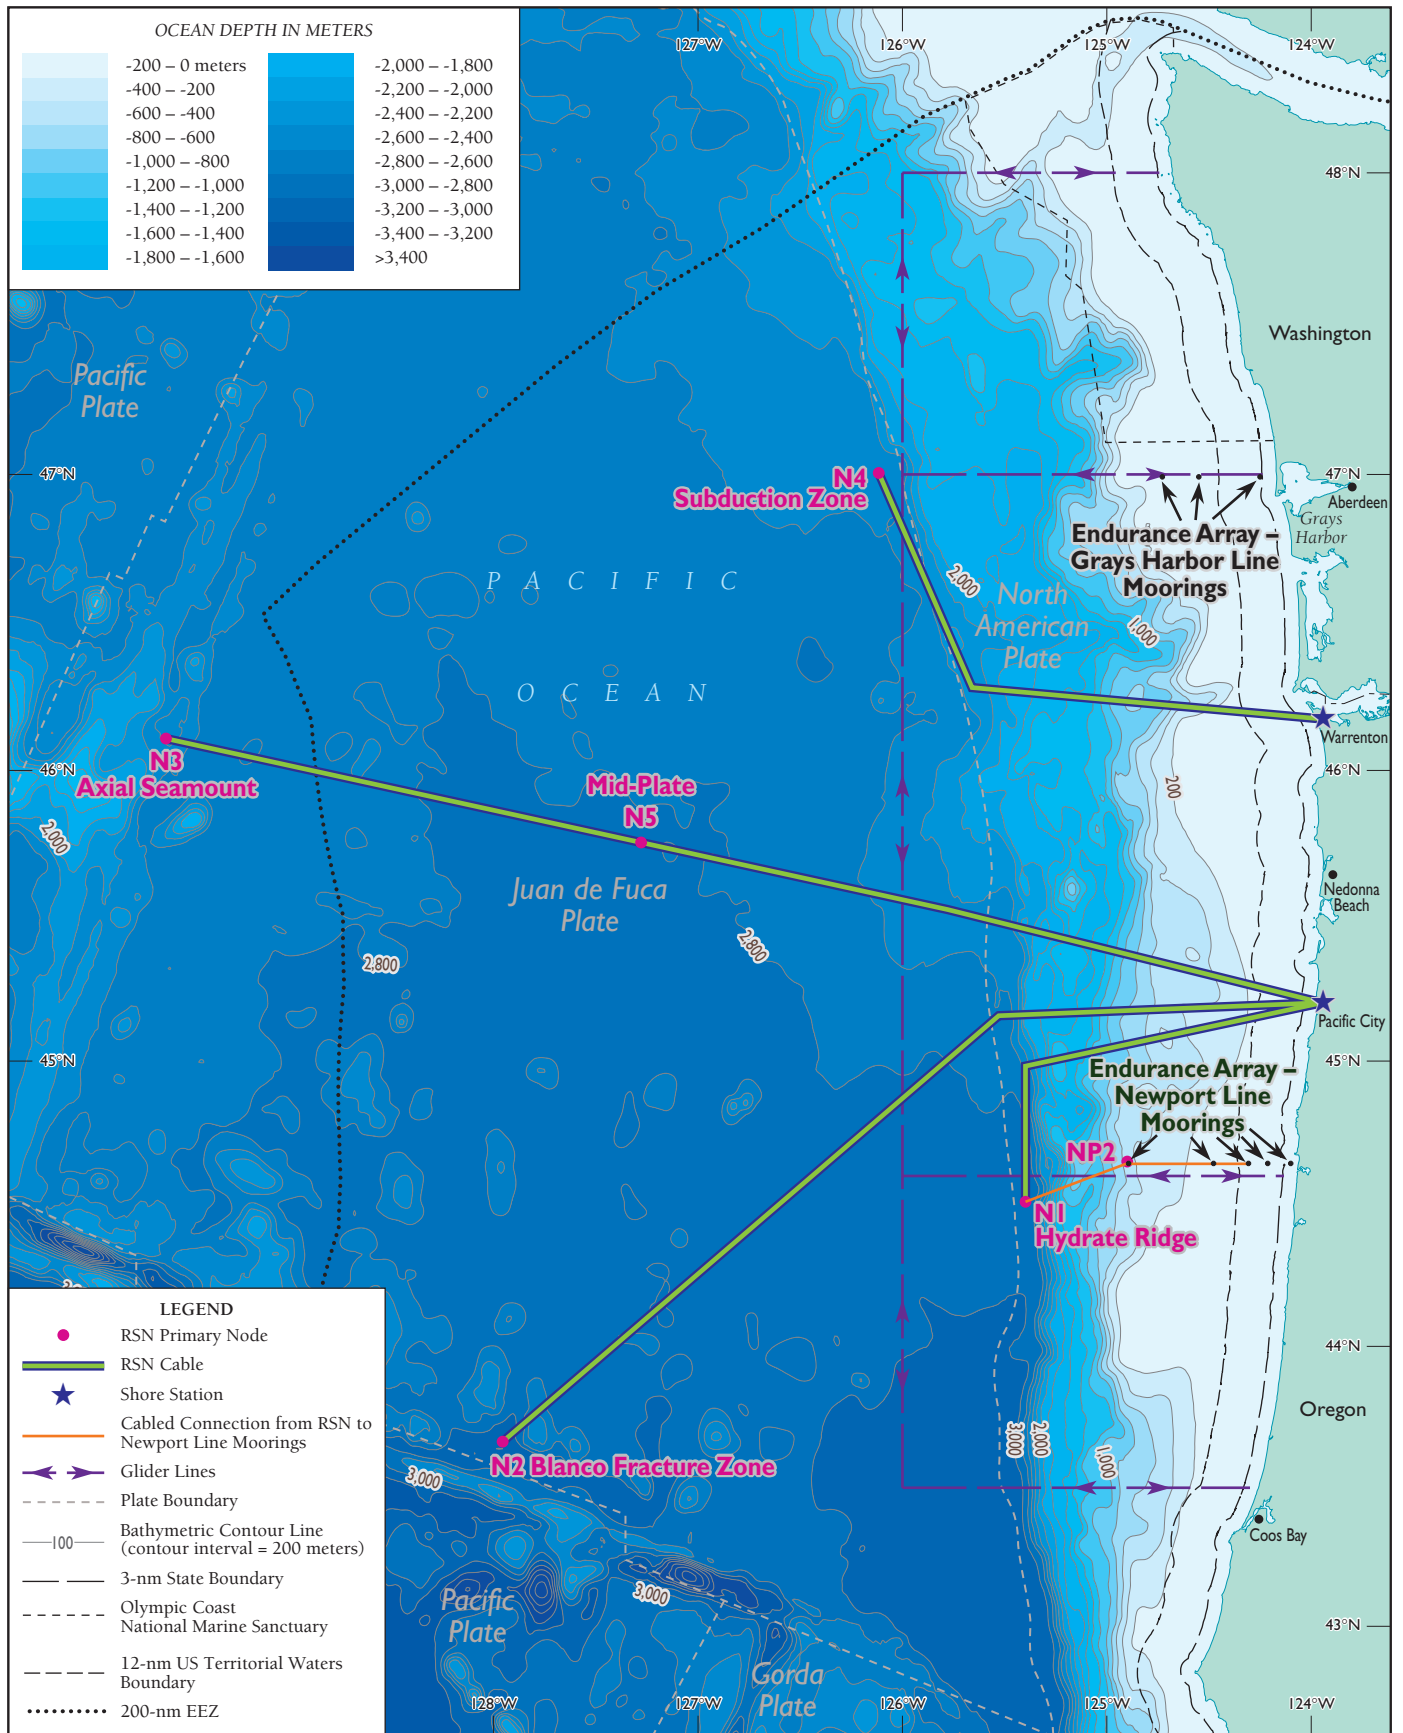 OCEAN DEPTH IN METERS
-200 – 0 meters
-400 – -200
-600 – -400
-800 – -600
-1,000 – -800
-1,200 – -1,000
-1,400 – -1,200
-1,600 – -1,400
-1,800 – -1,600
-2,000 – -1,800
-2,200 – -2,000
-2,400 – -2,200
-2,600 – -2,400
-2,800 – -2,600
-3,000 – -2,800
-3,200 – -3,000
-3,400 – -3,200
>3,400
127°W
126°W
125°W
124°W
48°N
Washington
Pacific
Plate
47°N
N4
Subduction Zone
47°N
Aberdeen
Grays
Harbor
Endurance Array –
Grays Harbor Line
Moorings
PACIFIC
OCEAN
2,000
North
American
Plate
1,000
Warrenton
N3
Axial Seamount
46°N
46°N
Mid-Plate
N5
200
2,000
Juan de Fuca
Plate
Nedonna
Beach
2,800
2,800
Pacific City
45°N
45°N
Endurance Array –
Newport Line
Moorings
NP2
N1
Hydrate Ridge
44°N
Oregon
3,000
2,000
1,000
N2 Blanco Fracture Zone
3,000
Coos Bay
3,000
Pacific
Plate
43°N
Gorda
Plate
128°W
127°W
126°W
125°W
124°W
LEGEND
RSN Primary Node
RSN Cable
Shore Station
Cabled Connection from RSN to
Newport Line Moorings
Glider Lines
Plate Boundary
100
Bathymetric Contour Line
(contour interval = 200 meters)
3-nm State Boundary
Olympic Coast
National Marine Sanctuary
12-nm US Territorial Waters
Boundary
200-nm EEZ